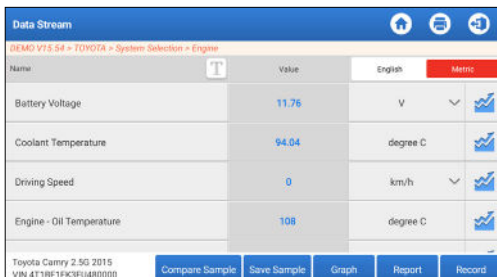 Data Stream
DEMO V15.54 > TOYOTA > System Selection > Engine
Name T Value English Metric
Battery Voltage 11.76 V
Coolant Temperature 94.04 degree C
Driving Speed 0 km/h
Engine - Oil Temperature 108 degree C
Toyota Camry 2.5G 2015
VIN 4T1BF1FK3FU480000
Compare Sample Save Sample Graph Report Record